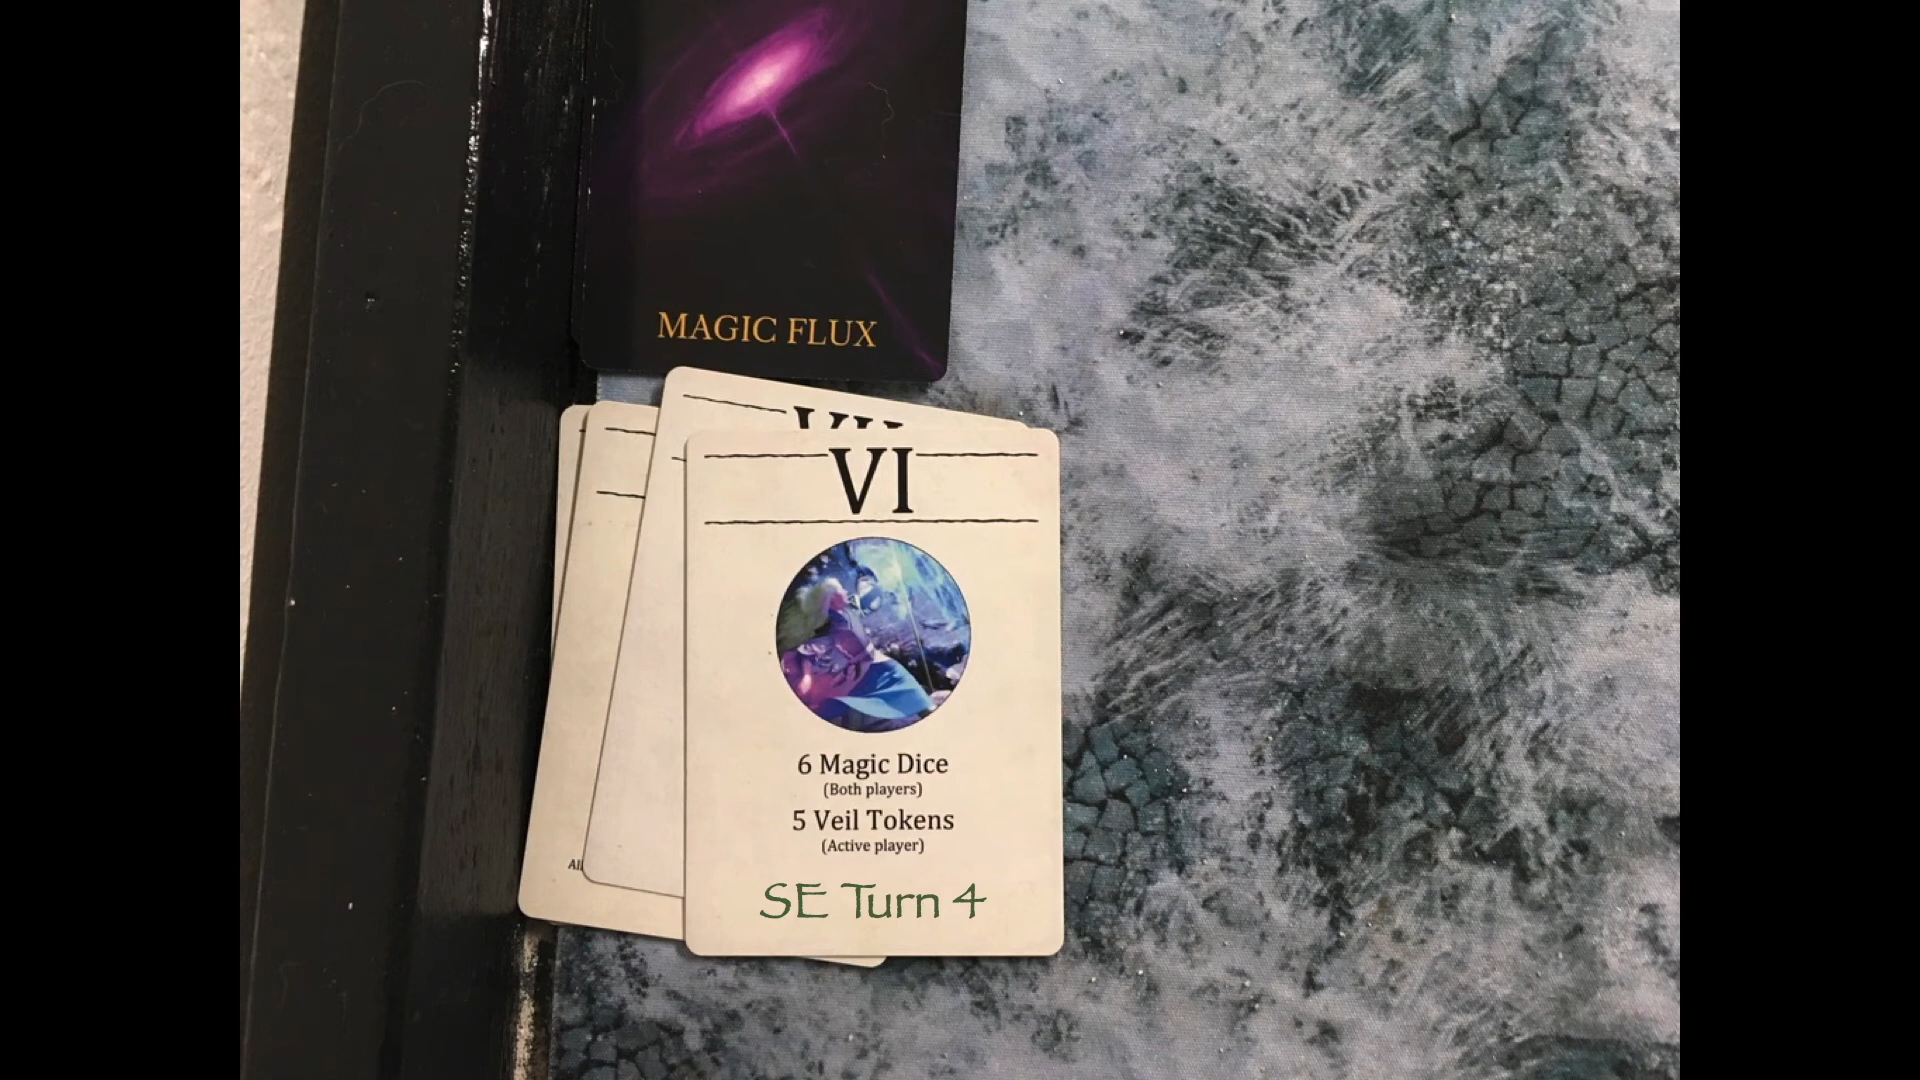 MAGIC FLUX
VI
6 Magic Dice
(Both players)
5 Veil Tokens
(Active player)
SE Turn 4